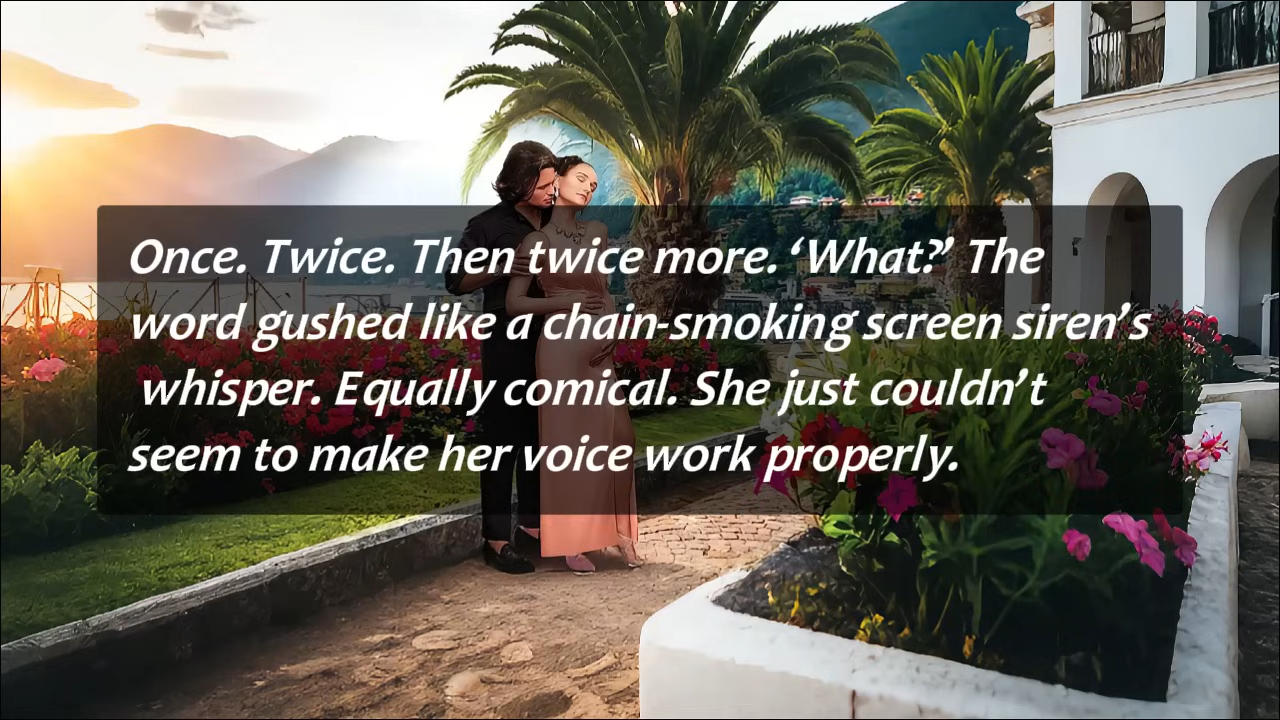 Once. Twice. Then twice more. ‘What?’ The
word gushed like a chain-smoking screen siren’s
whisper. Equally comical. She just couldn’t
seem to make her voice work properly.